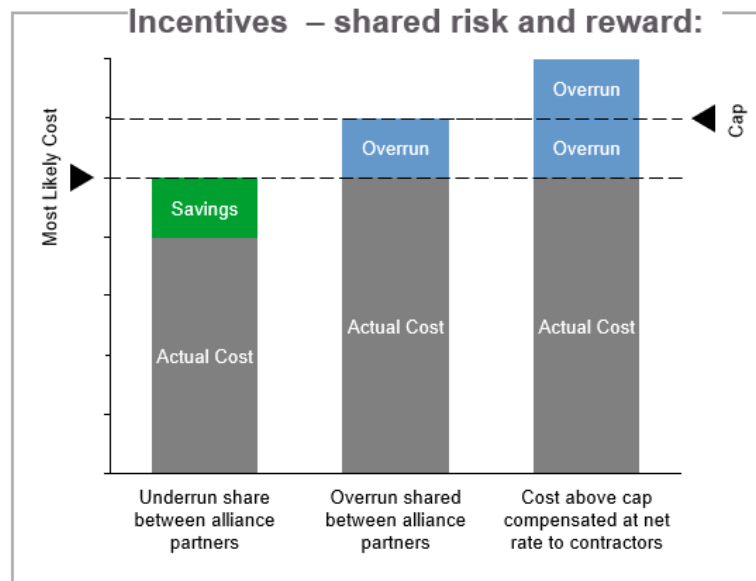 Incentives – shared risk and reward:
Overrun
Cap
Most Likely Cost
Overrun
Overrun
Savings
Actual Cost
Actual Cost
Actual Cost
Underrun share
between alliance
partners
Overrun shared
between alliance
partners
Cost above cap
compensated at net
rate to contractors